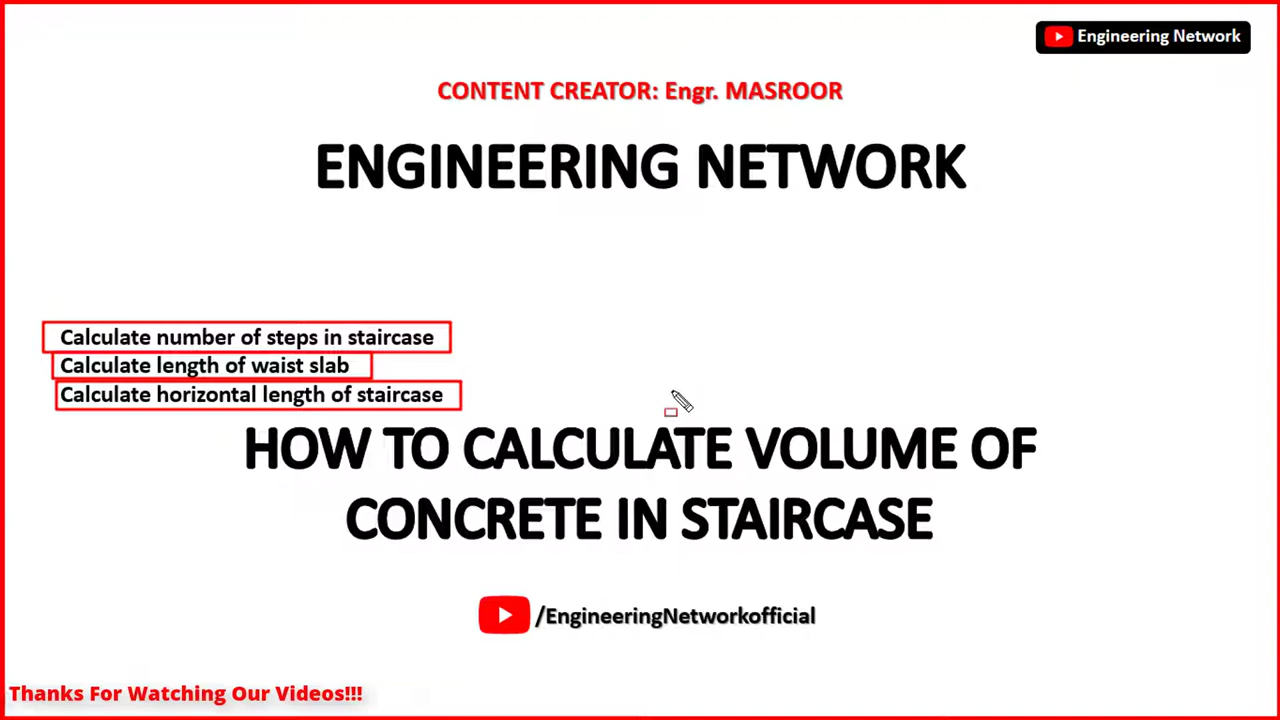 Engineering Network
CONTENT CREATOR: Engr. MASROOR
ENGINEERING NETWORK
Calculate number of steps in staircase
Calculate length of waist slab
Calculate horizontal length of staircase
HOW TO CALCULATE VOLUME OF
CONCRETE IN STAIRCASE
/EngineeringNetworkofficial
Thanks For Watching Our Videos!!!